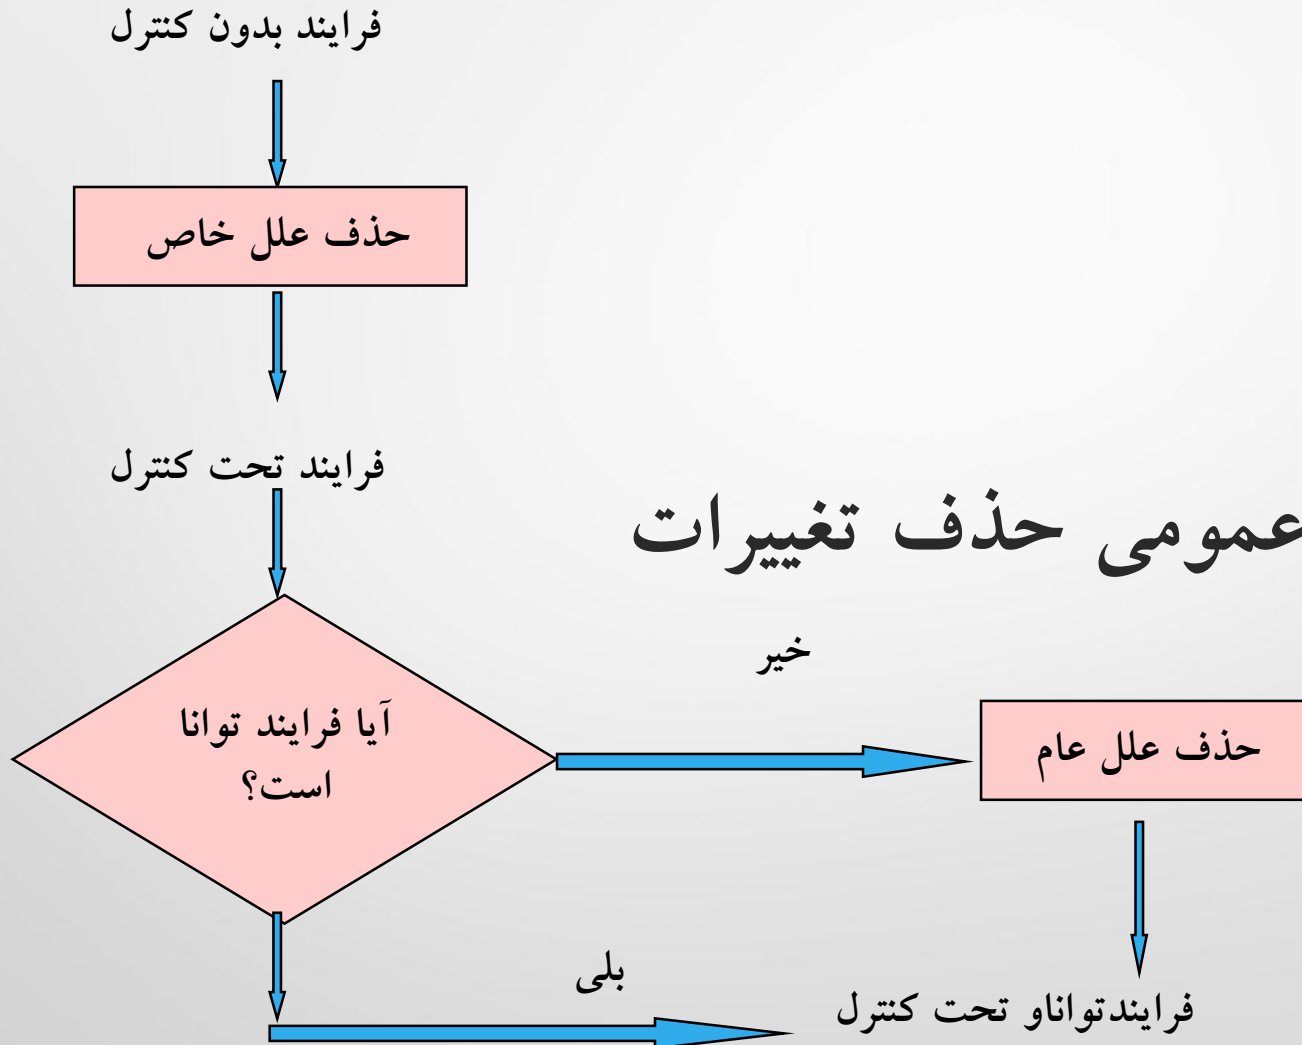 فرایند بدون کنترل
حذف علل خاص
فرایند تحت کنترل
عمومی حذف تغییرات
خیر
آیا فرایند توانا
است؟
حذف علل عام
بلی
فرایندتواناو تحت کنترل